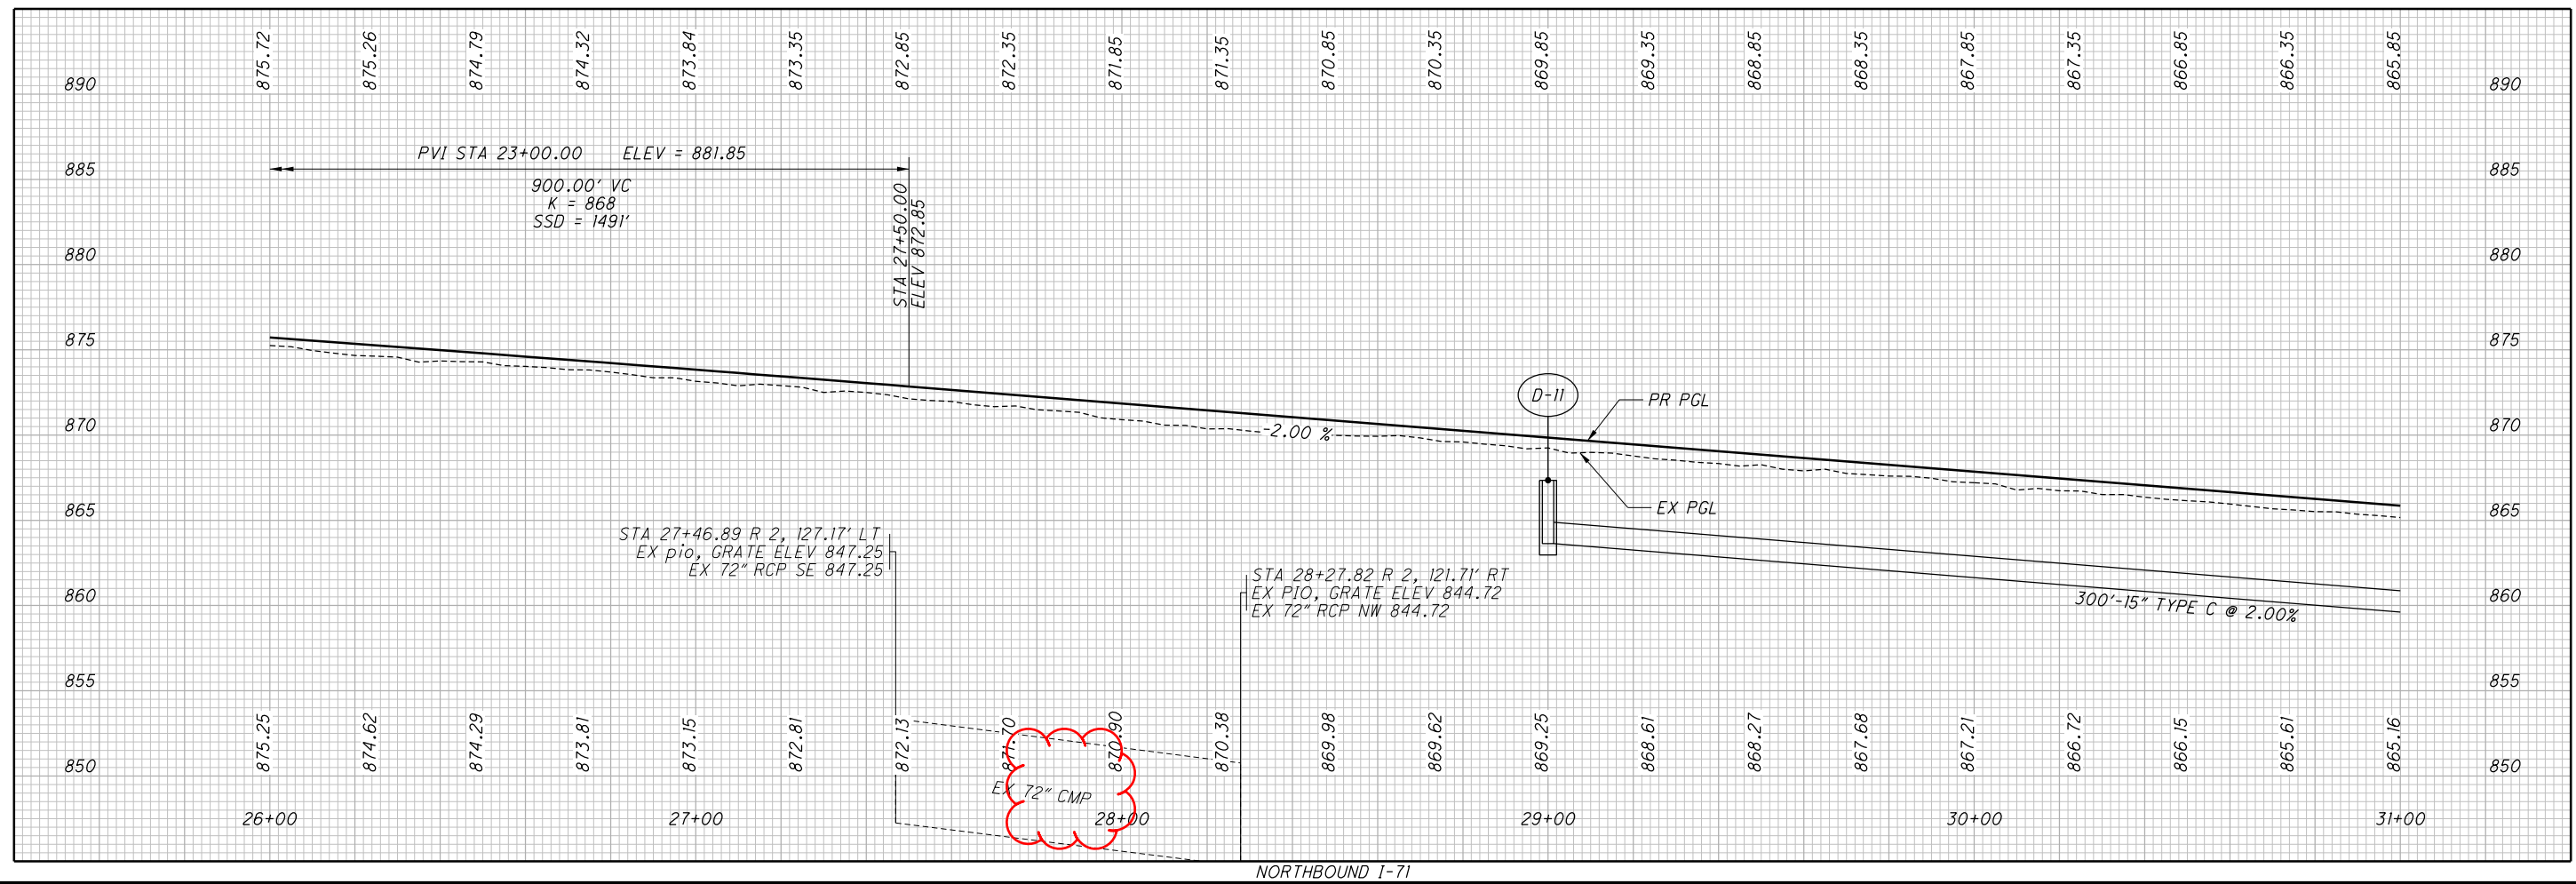 875.72 875.26 874.79 874.32 873.84 873.35 872.85 872.35 871.85 871.35 870.85 870.35 869.85 869.35 868.85 868.35 867.85 867.35 866.85 866.35 865.85
890 890
PVI STA 23+00.00 ELEV = 881.85
885 885
900.00' VC
K = 868
SSD = 1491'
STA 27+50.00
ELEV 872.85
880 880
875 875
D-11
PR PGL
870 870
-2.00 %
EX PGL
865 865
STA 27+46.89 R 2, 127.17' LT
EX pio, GRATE ELEV 847.25
EX 72" RCP SE 847.25
STA 28+27.82 R 2, 121.71' RT
EX PIO, GRATE ELEV 844.72
EX 72" RCP NW 844.72
860 860
300'-15" TYPE C @ 2.00%
855 855
875.25 874.62 874.29 873.81 873.15 872.81 872.13 871.70 870.90 870.38 869.98 869.62 869.25 868.61 868.27 867.68 867.21 866.72 866.15 865.61 865.16
850 850
EX 72" CMP
26+00 27+00 28+00 29+00 30+00 31+00
NORTHBOUND I-71